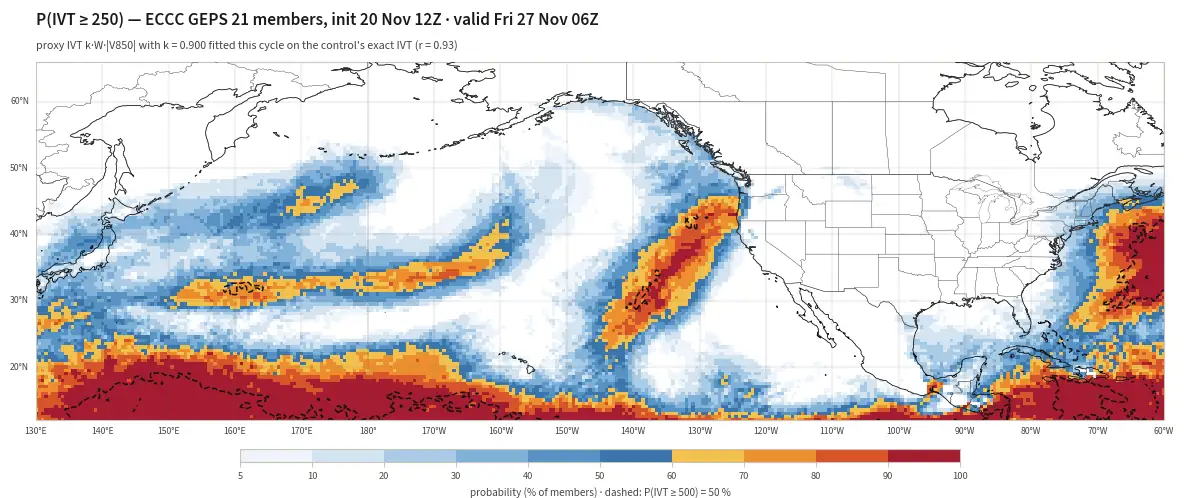 P(IVT ≥ 250) — ECCC GEPS 21 members, init 20 Nov 12Z · valid Fri 27 Nov 06Z
proxy IVT k·W·|V850| with k = 0.900 fitted this cycle on the control's exact IVT (r = 0.93)
60°N
50°N
40°N
30°N
20°N
130°E 140°E 150°E 160°E 170°E 180° 170°W 160°W 150°W 140°W 130°W 120°W 110°W 100°W 90°W 80°W 70°W 60°W
5 10 20 30 40 50 60 70 80 90 100
probability (% of members) · dashed: P(IVT ≥ 500) = 50 %